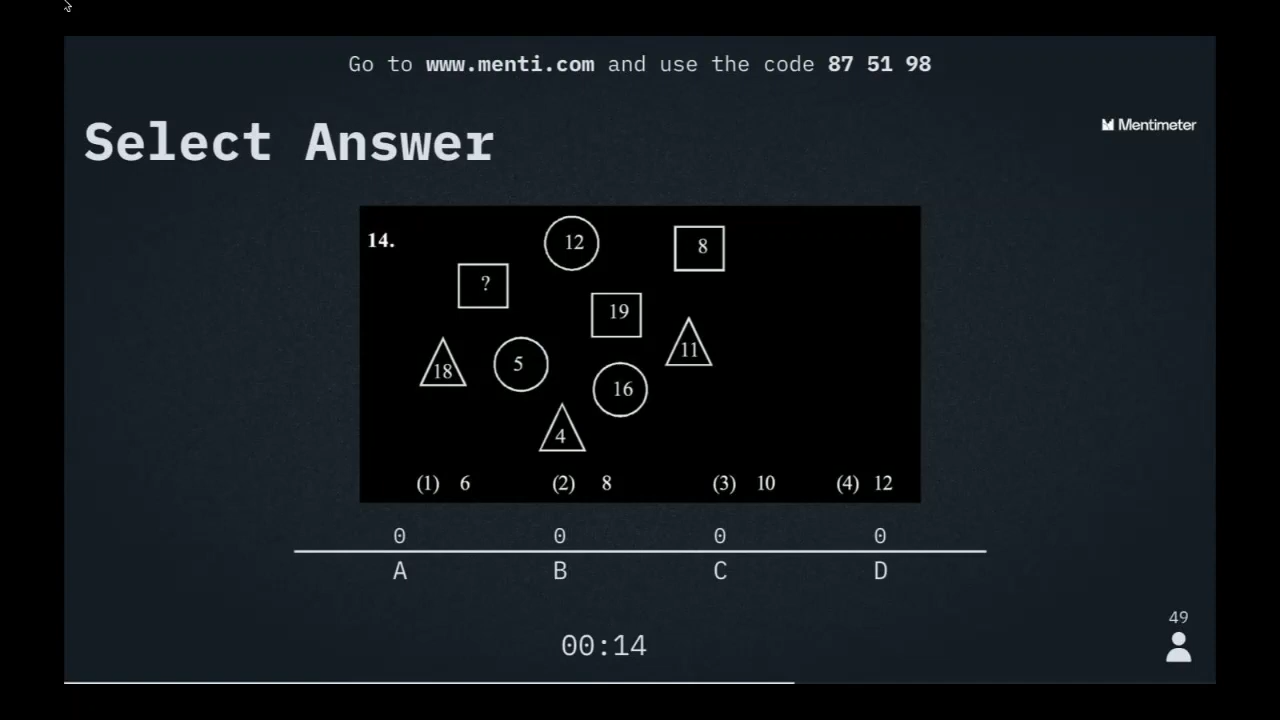 Go to www.menti.com and use the code 87 51 98
Mentimeter
Select Answer
14.
12
8
?
19
18
5
11
16
4
(1) 6 (2) 8 (3) 10 (4) 12
0 0 0 0
A B C D
49
00:14